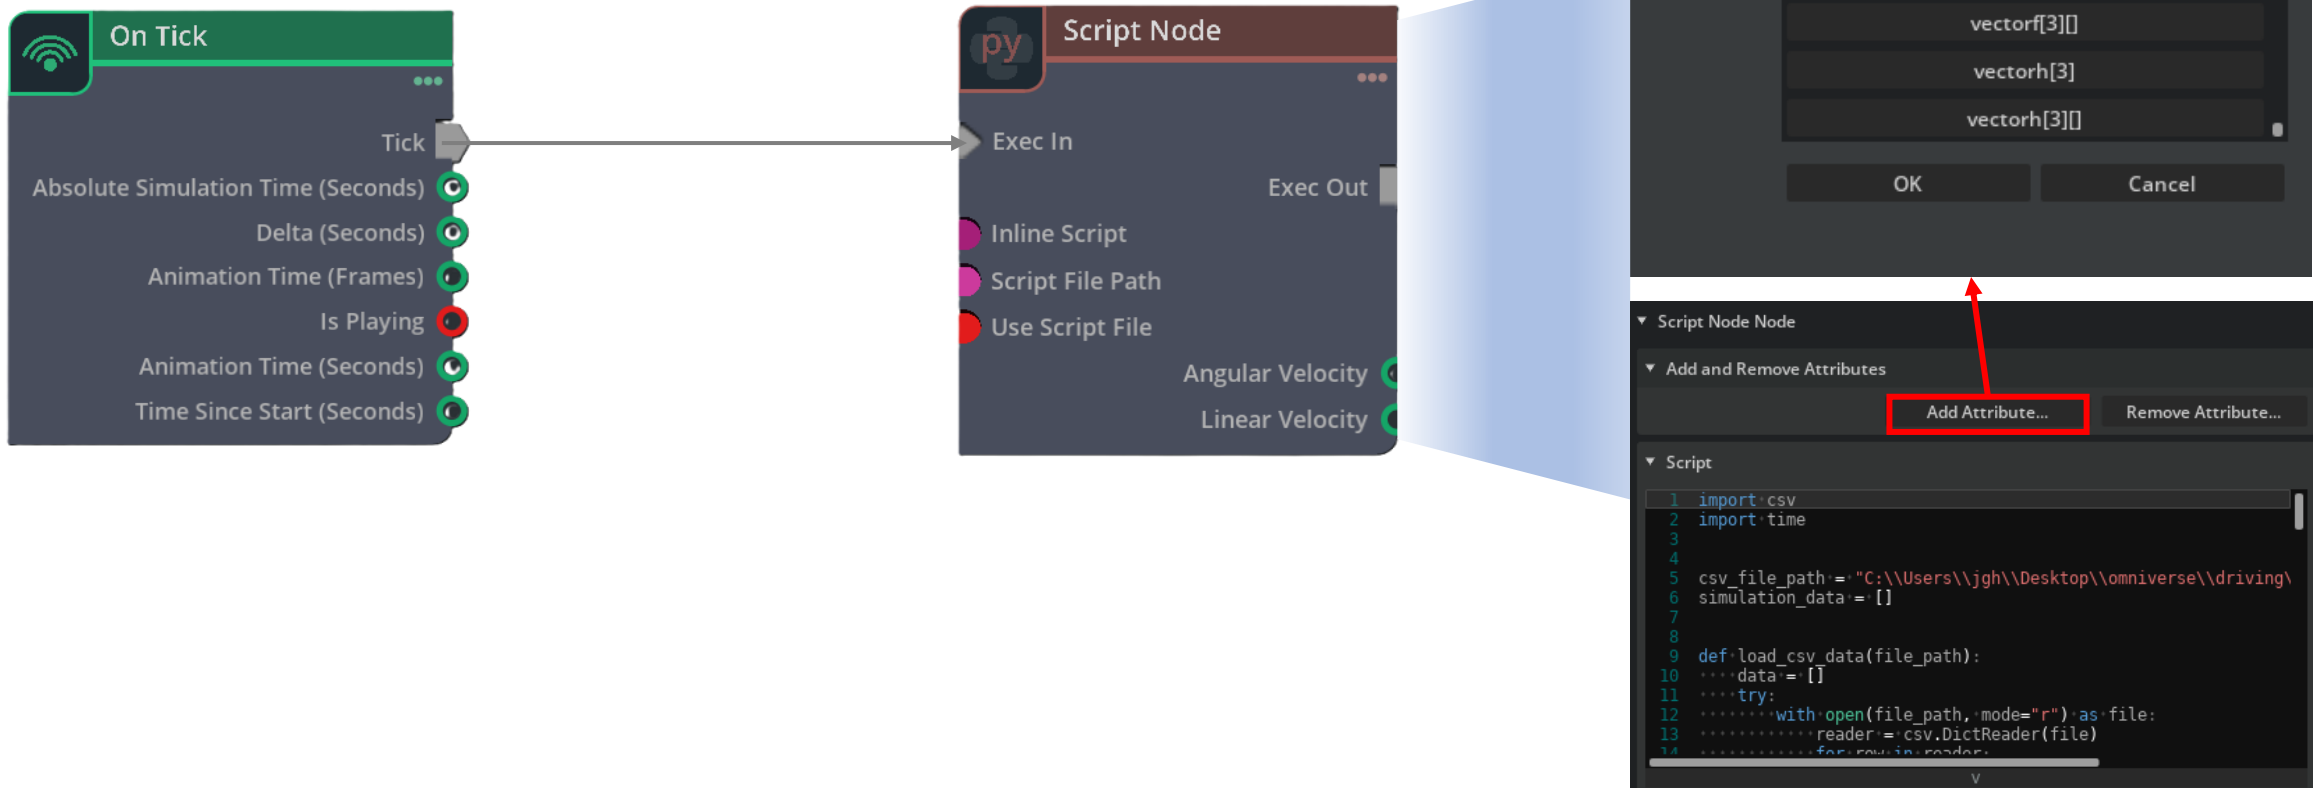 On Tick
Tick
Absolute Simulation Time (Seconds)
Delta (Seconds)
Animation Time (Frames)
Is Playing
Animation Time (Seconds)
Time Since Start (Seconds)
py
Script Node
Exec In
Exec Out
Inline Script
Script File Path
Use Script File
Angular Velocity
Linear Velocity
vectorf[3][]
vectorh[3]
vectorh[3][]
OK Cancel
Script Node Node
Add and Remove Attributes
Add Attribute... Remove Attribute...
Script
1 import csv
2 import time
3
4
5 csv_file_path = "C:\\Users\\jgh\\Desktop\\omniverse\\driving\
6 simulation_data = []
7
8
9 def load_csv_data(file_path):
10 data = []
11 try:
12 with open(file_path, mode="r") as file:
13 reader = csv.DictReader(file)
14 for row in reader: